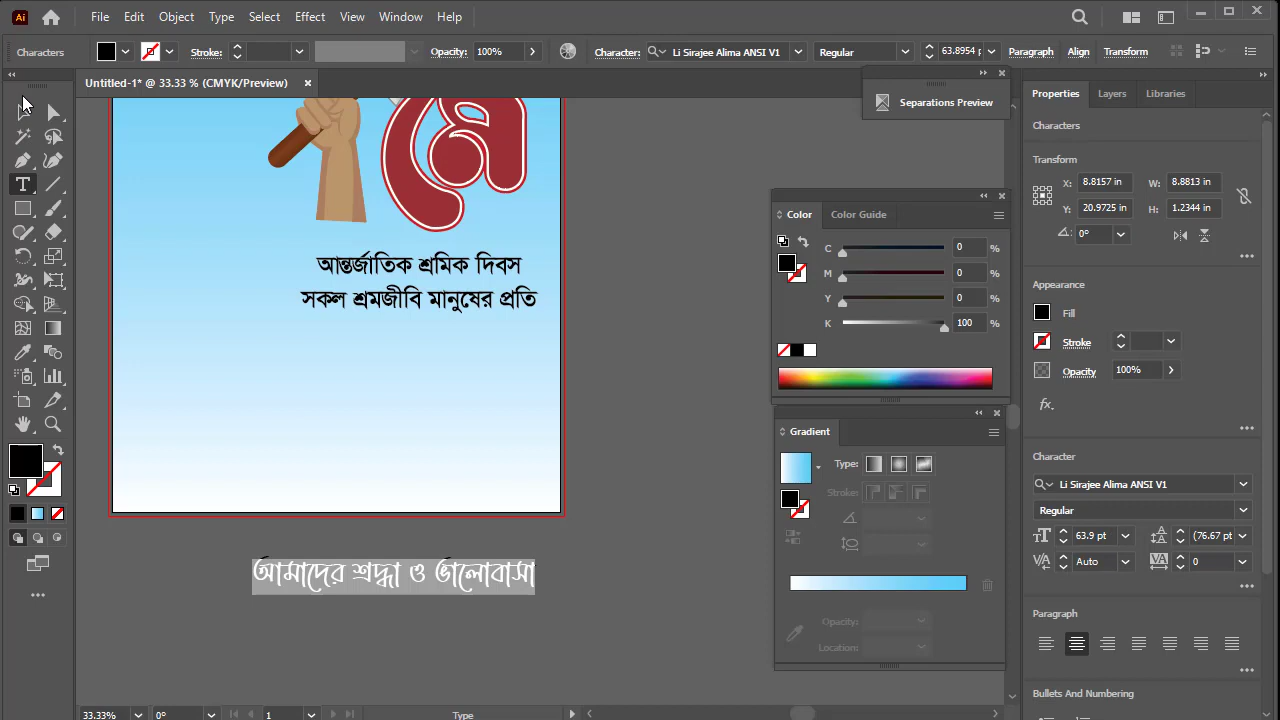 Ai File Edit Object Type Select Effect View Window Help
Characters Stroke: Opacity: 100% Character: Li Sirajee Alima ANSI V1 Regular 63.8954 p Paragraph Align Transform
Untitled-1* @ 33.33 % (CMYK/Preview)
Separations Preview
মে
আন্তর্জাতিক শ্রমিক দিবস
সকল শ্রমজীবি মানুষের প্রতি
আমাদের শ্রদ্ধা ও ভালোবাসা
Color Color Guide
C 0 %
M 0 %
Y 0 %
K 100 %
Gradient
Type:
Stroke:
Opacity:
Location:
Properties Layers Libraries
Characters
Transform
X: 8.8157 in W: 8.8813 in
Y: 20.9725 in H: 1.2344 in
0°
Appearance
Fill
Stroke
Opacity 100%
fx
Character
Li Sirajee Alima ANSI V1
Regular
63.9 pt (76.67 pt
Auto 0
Paragraph
Bullets And Numbering
33.33% 0° 1 Type